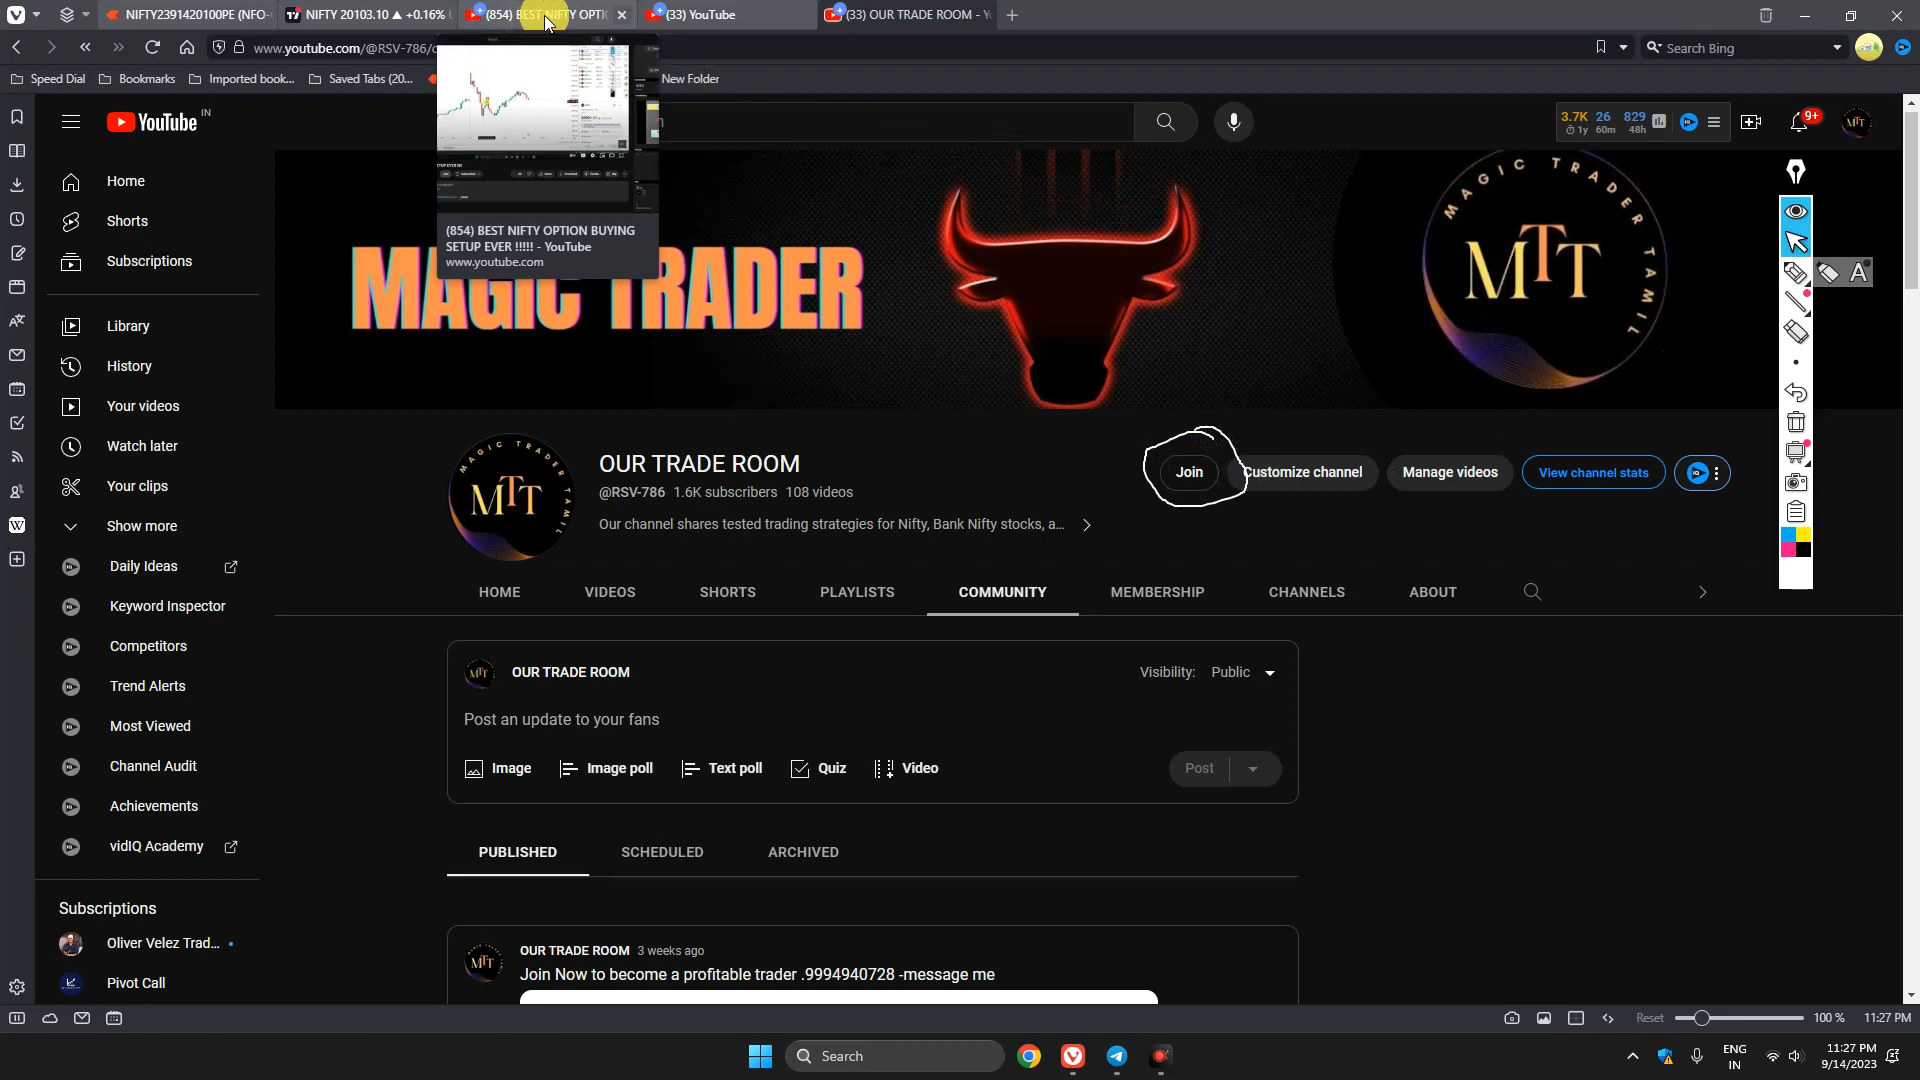 NIFTY2391420100PE (NFO-
NIFTY 20103.10 ▲ +0.16%
(854) BEST NIFTY OPTI
(33) YouTube
(33) OUR TRADE ROOM - Y
www.youtube.com/@RSV-786/c
Search Bing
Speed Dial
Bookmarks
Imported book...
Saved Tabs (20...
New Folder
YouTube IN
3.7K 26 829
1y 60m 48h
9+
MTT
(854) BEST NIFTY OPTION BUYING
SETUP EVER !!!!! - YouTube
www.youtube.com
Home
Shorts
Subscriptions
Library
History
Your videos
Watch later
Your clips
Show more
Daily Ideas
Keyword Inspector
Competitors
Trend Alerts
Most Viewed
Channel Audit
Achievements
vidIQ Academy
Subscriptions
Oliver Velez Trad...
Pivot Call
MAGIC TRADER
MAGIC TRADER TAMIL
MTT
A
MAGIC TRADER TAMIL
MTT
OUR TRADE ROOM
@RSV-786 1.6K subscribers 108 videos
Our channel shares tested trading strategies for Nifty, Bank Nifty stocks, a...
Join
Customize channel
Manage videos
View channel stats
HOME
VIDEOS
SHORTS
PLAYLISTS
COMMUNITY
MEMBERSHIP
CHANNELS
ABOUT
MTT
OUR TRADE ROOM
Visibility: Public
Post an update to your fans
Image
Image poll
Text poll
Quiz
Video
Post
PUBLISHED
SCHEDULED
ARCHIVED
MTT
OUR TRADE ROOM 3 weeks ago
Join Now to become a profitable trader .9994940728 -message me
Reset
100 %
11:27 PM
Search
ENG
IN
11:27 PM
9/14/2023